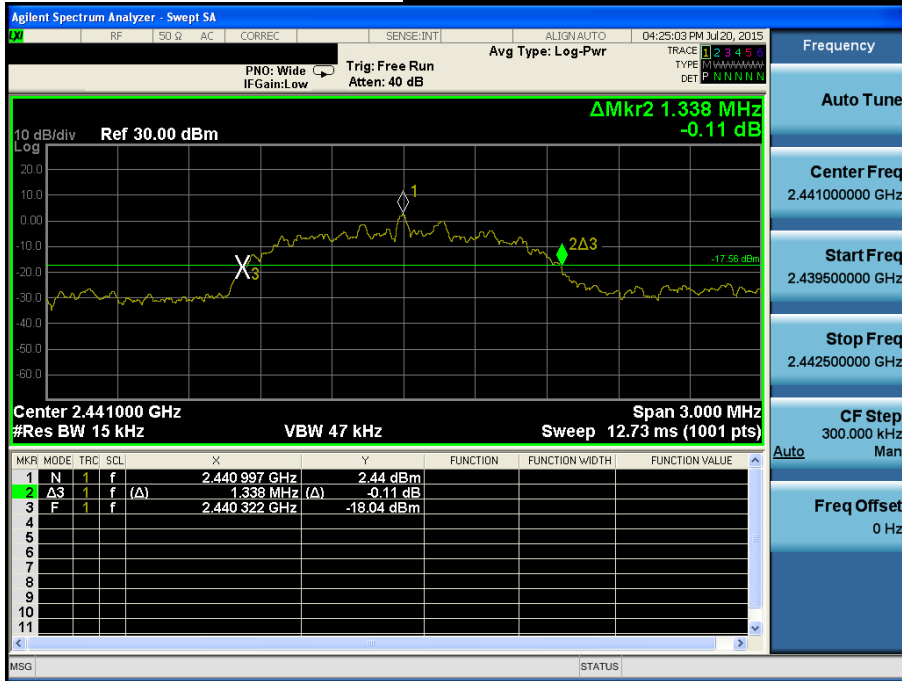 Agilent Spectrum Analyzer - Swept SA
LXI RF 50 Ω AC CORREC SENSE:INT ALIGN AUTO 04:25:03 PM Jul 20, 2015
Avg Type: Log-Pwr TRACE 1 2 3 4 5 6
PNO: Wide Trig: Free Run TYPE M WWWWW
IFGain:Low Atten: 40 dB DET P N N N N N
Frequency
Auto Tune
Center Freq
2.441000000 GHz
Start Freq
2.439500000 GHz
Stop Freq
2.442500000 GHz
CF Step
300.000 kHz
Auto Man
Freq Offset
0 Hz
ΔMkr2 1.338 MHz
-0.11 dB
10 dB/div Ref 30.00 dBm
Log
20.0
10.0
0.00
-10.0
-20.0
-30.0
-40.0
-50.0
-60.0
1
2Δ3
-17.56 dBm
3
Center 2.441000 GHz Span 3.000 MHz
#Res BW 15 kHz VBW 47 kHz Sweep 12.73 ms (1001 pts)
MKR MODE TRC SCL X Y FUNCTION FUNCTION WIDTH FUNCTION VALUE
1 N 1 f 2.440 997 GHz 2.44 dBm
2 Δ3 1 f (Δ) 1.338 MHz (Δ) -0.11 dB
3 F 1 f 2.440 322 GHz -18.04 dBm
4
5
6
7
8
9
10
11
MSG STATUS